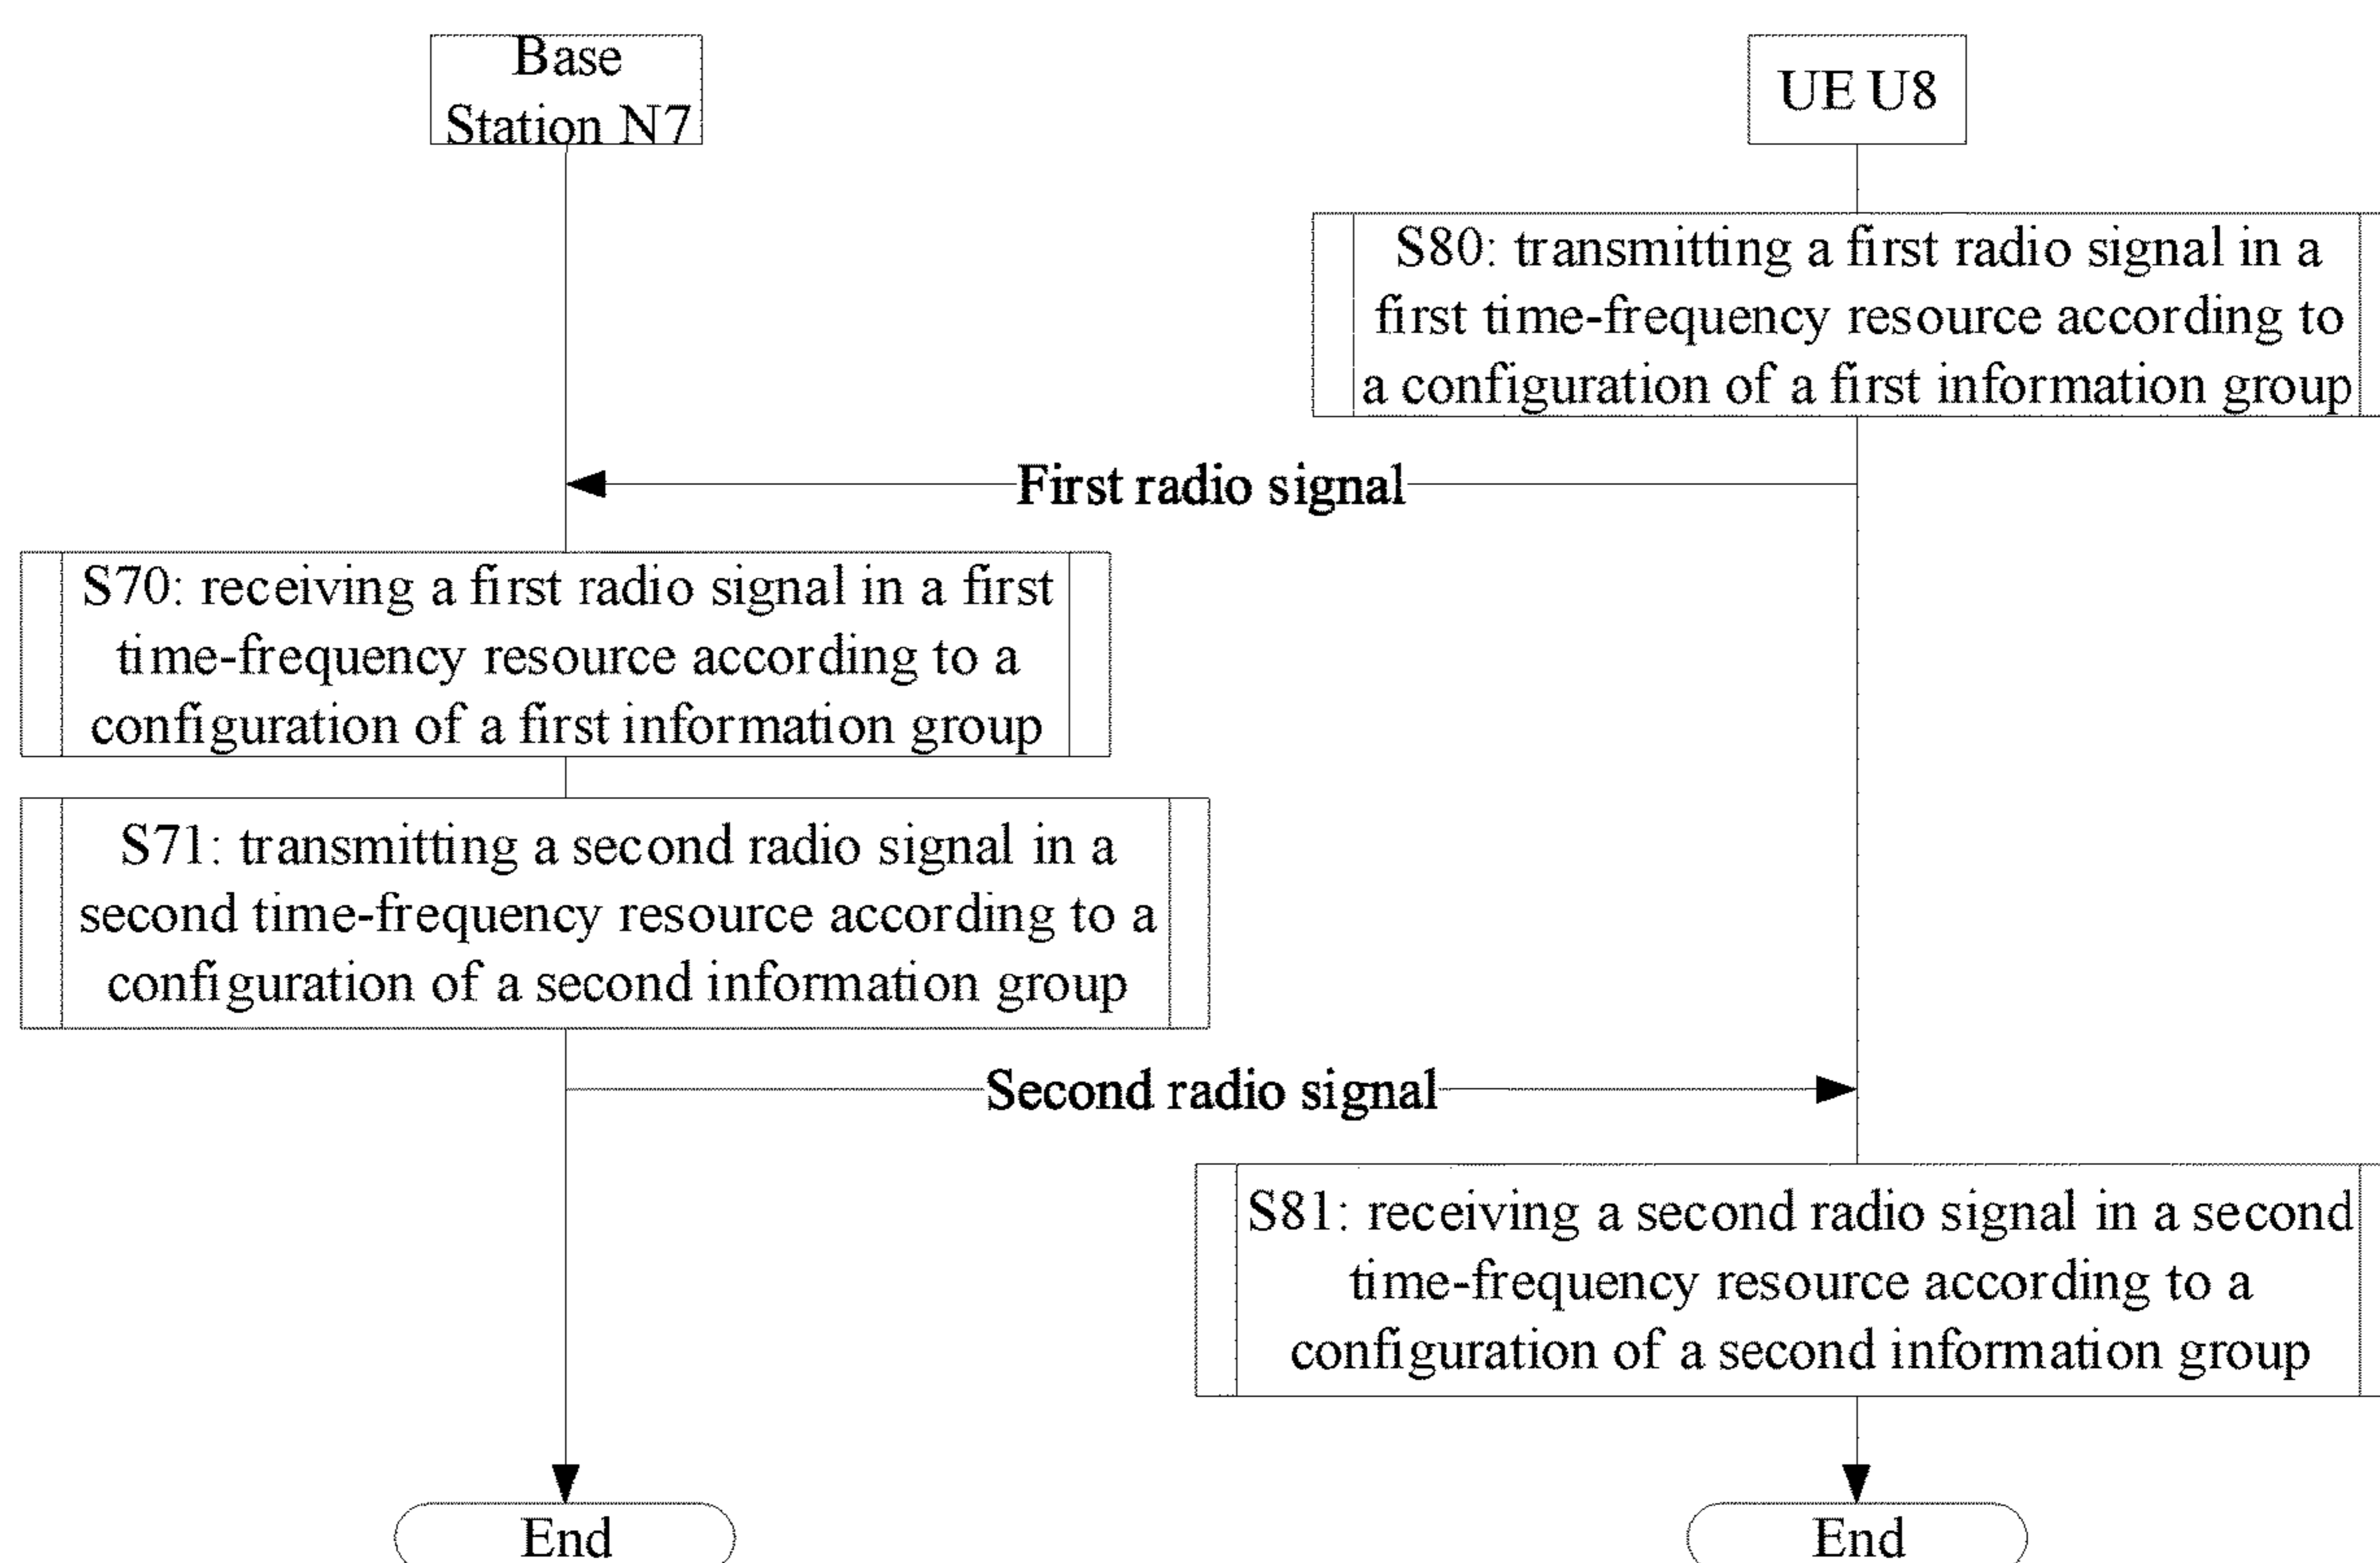 Base
Station N7
UE U8
S80: transmitting a first radio signal in a
first time-frequency resource according to
a configuration of a first information group
First radio signal
S70: receiving a first radio signal in a first
time-frequency resource according to a
configuration of a first information group
S71: transmitting a second radio signal in a
second time-frequency resource according to a
configuration of a second information group
Second radio signal
S81: receiving a second radio signal in a second
time-frequency resource according to a
configuration of a second information group
End
End